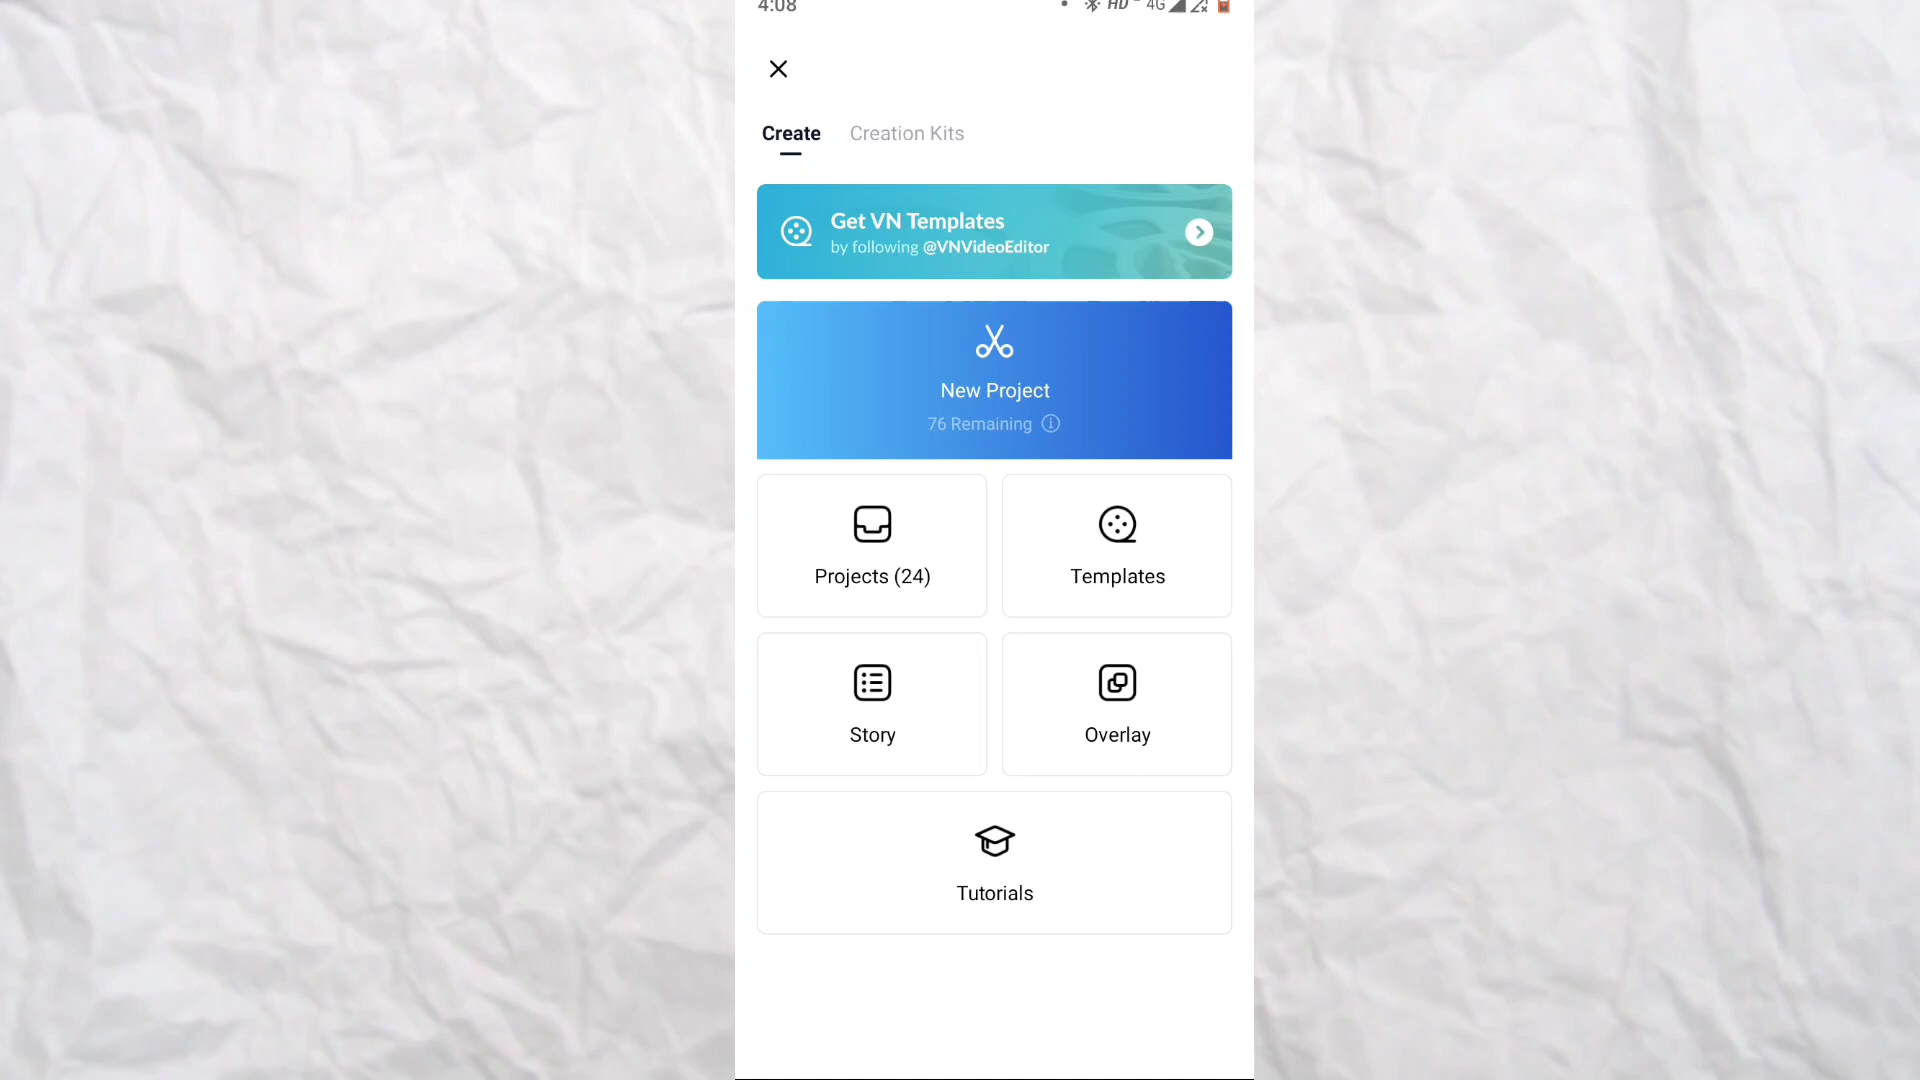 4:08
HD 4G
Create Creation Kits
Get VN Templates
by following @VNVideoEditor
New Project
76 Remaining
Projects (24) Templates
Story Overlay
Tutorials